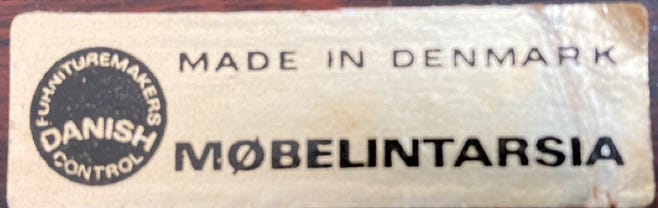 FURNITUREMAKERS
DANISH
CONTROL
MADE IN DENMARK
MØBELINTARSIA